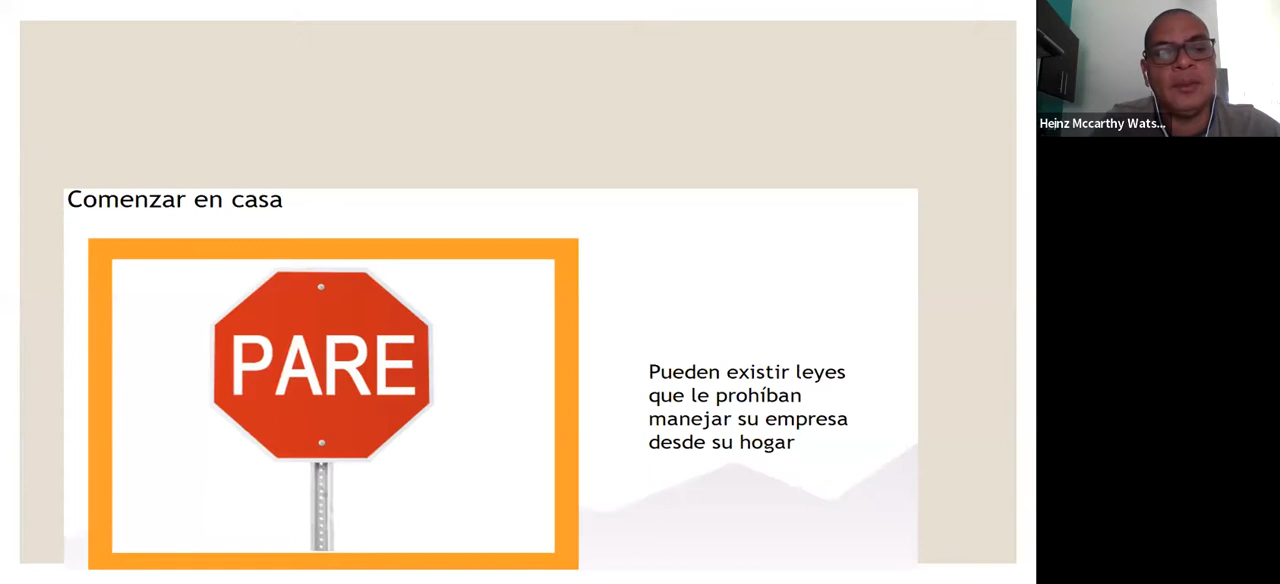 Comenzar en casa
PARE
Pueden existir leyes
que le prohíban
manejar su empresa
desde su hogar
Heinz Mccarthy Wats...